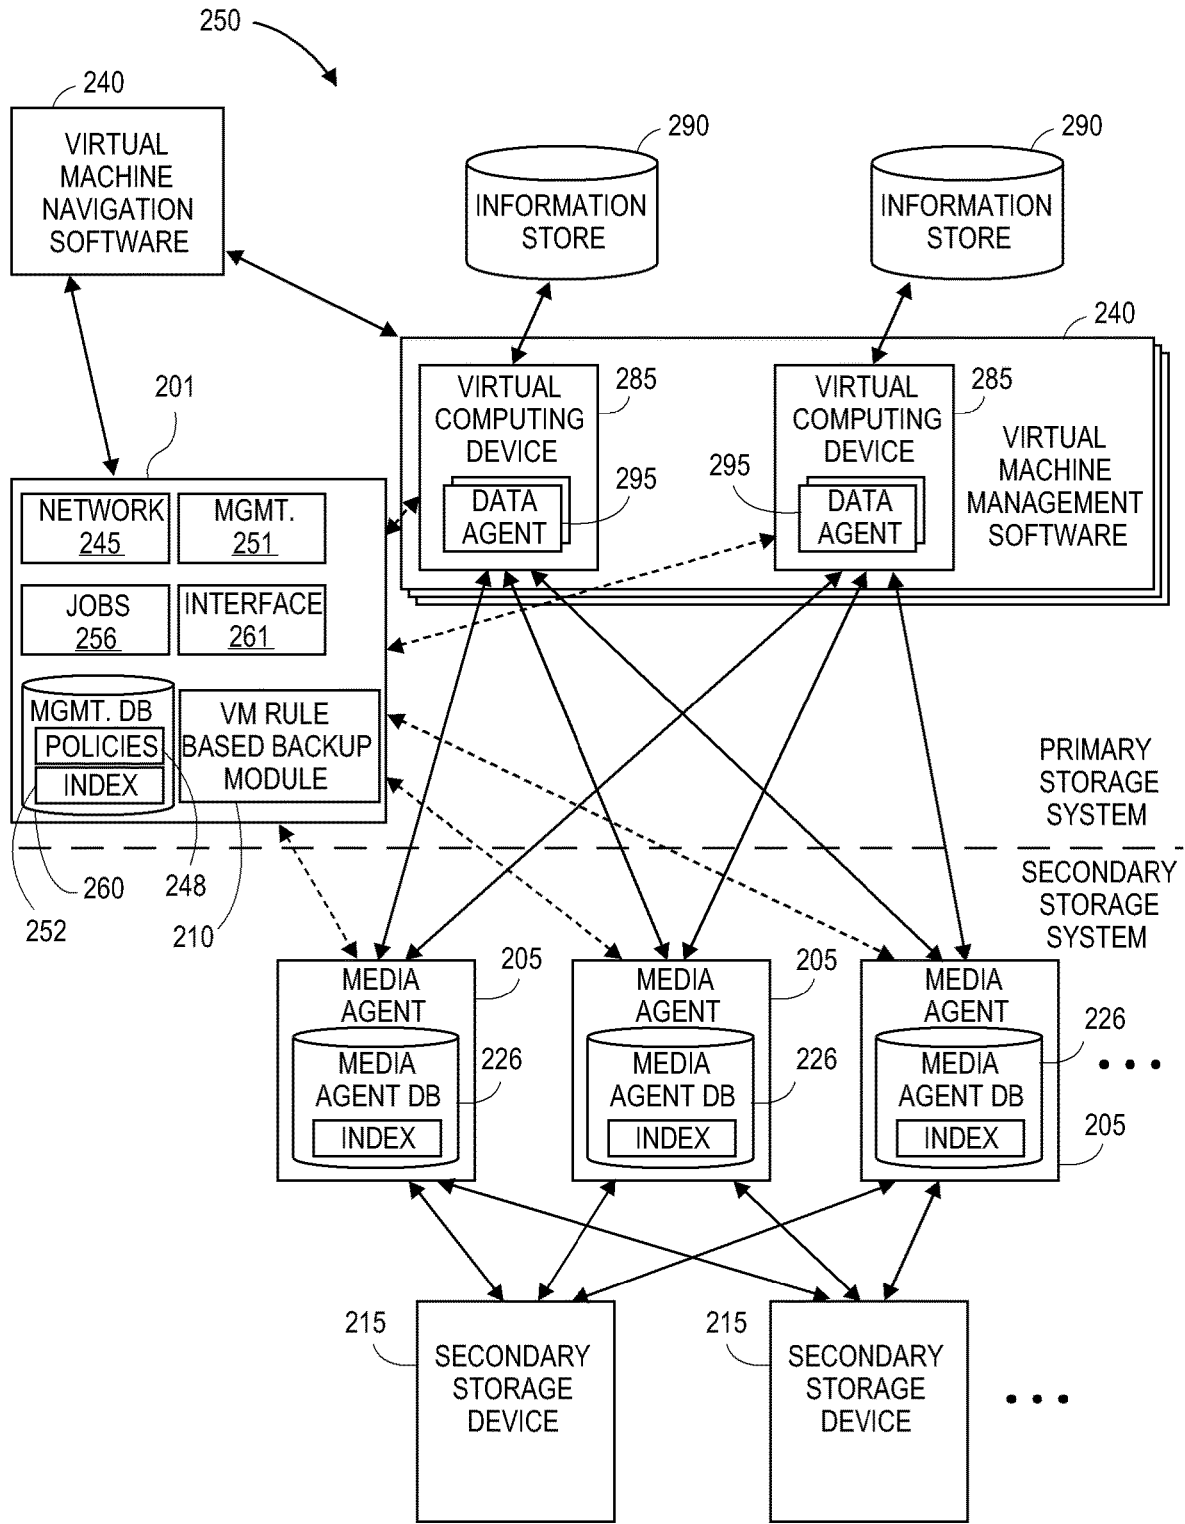 250
240
VIRTUAL
MACHINE
NAVIGATION
SOFTWARE
290
INFORMATION
STORE
290
INFORMATION
STORE
240
VIRTUAL
COMPUTING
DEVICE
285
DATA
AGENT
295
VIRTUAL
COMPUTING
DEVICE
285
DATA
AGENT
295
VIRTUAL
MACHINE
MANAGEMENT
SOFTWARE
201
NETWORK
245
MGMT.
251
JOBS
256
INTERFACE
261
MGMT. DB
POLICIES
INDEX
VM RULE
BASED BACKUP
MODULE
260
248
252
210
PRIMARY
STORAGE
SYSTEM
SECONDARY
STORAGE
SYSTEM
205
MEDIA
AGENT
226
MEDIA
AGENT DB
INDEX
205
MEDIA
AGENT
226
MEDIA
AGENT DB
INDEX
MEDIA
AGENT
226
MEDIA
AGENT DB
INDEX
205
• • •
215
SECONDARY
STORAGE
DEVICE
215
SECONDARY
STORAGE
DEVICE
• • •